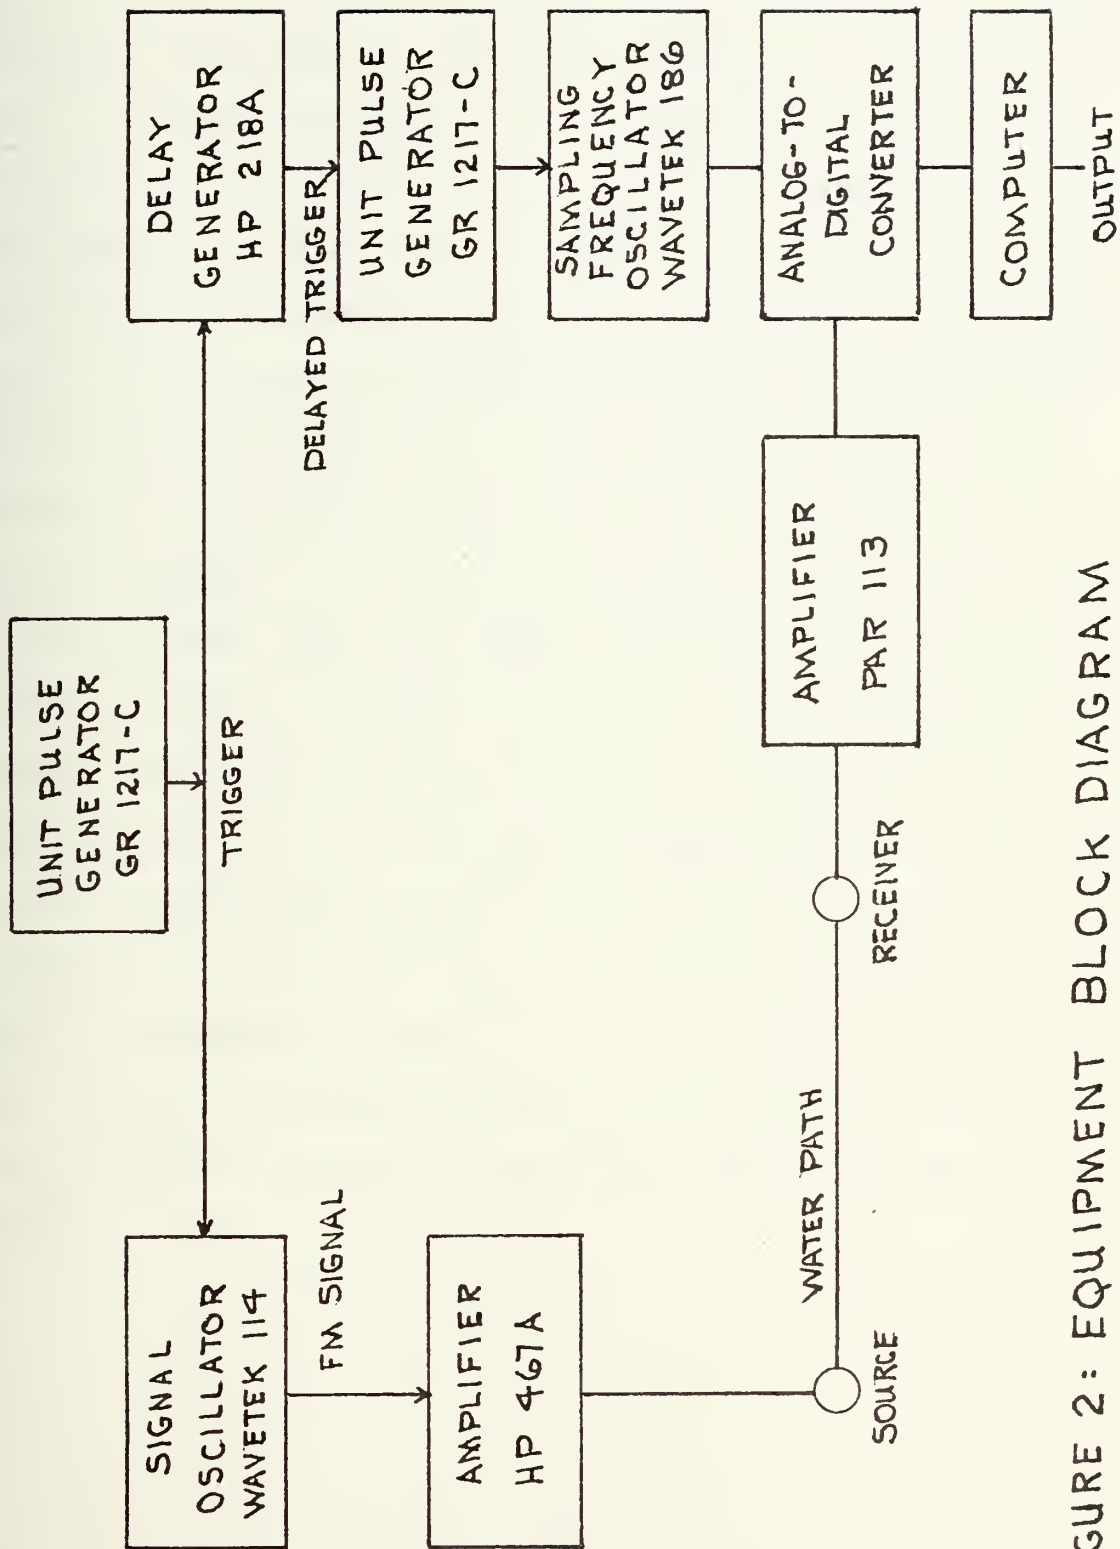 UNIT PULSE
GENERATOR
GR 1217-C
TRIGGER
SIGNAL
OSCILLATOR
WAVETEK 114
FM SIGNAL
AMPLIFIER
HP 467A
SOURCE
WATER PATH
RECEIVER
AMPLIFIER
PAR 113
DELAY
GENERATOR
HP 218A
DELAYED TRIGGER
UNIT PULSE
GENERATOR
GR 1217-C
SAMPLING
FREQUENCY
OSCILLATOR
WAVETEK 186
ANALOG-TO-
DIGITAL
CONVERTER
COMPUTER
OUTPUT
GURE 2: EQUIPMENT BLOCK DIAGRAM